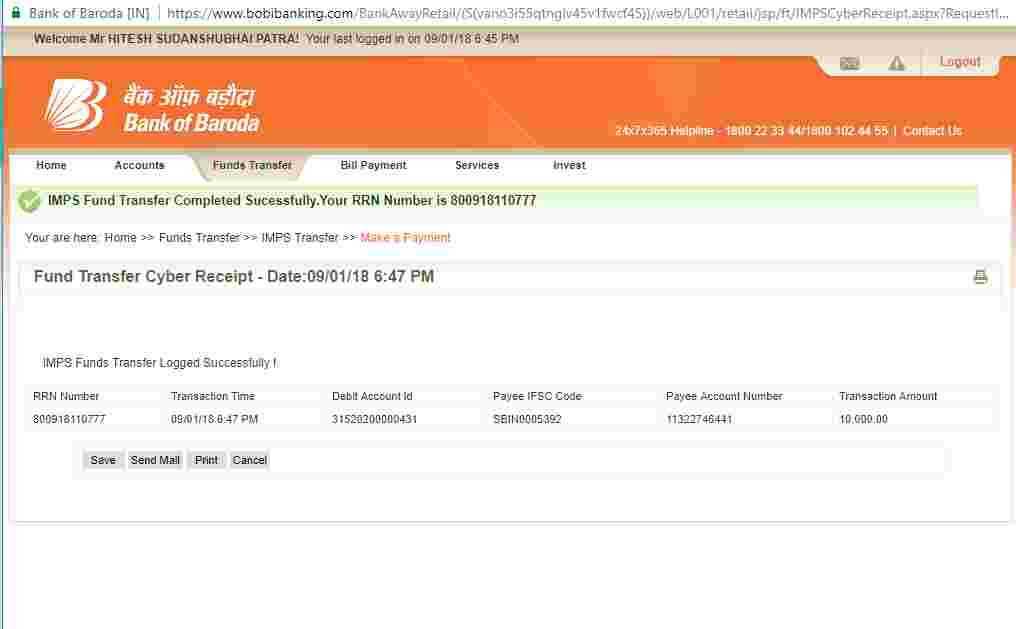 Bank of Baroda [IN] https://www.bobibanking.com/BankAwayRetail/(S(vano3i55qtnglv45v1fwcf45))/web/L001/retail/jsp/ft/IMPSCyberReceipt.aspx?RequestI...
Welcome Mr HITESH SUDANSHUBHAI PATRA! Your last logged in on 09/01/18 6:45 PM
Logout
बैंक ऑफ़ बड़ौदा
Bank of Baroda
24x7x365 Helpline - 1800 22 33 44/1800 102 44 55 | Contact Us
Home Accounts Funds Transfer Bill Payment Services Invest
IMPS Fund Transfer Completed Sucessfully.Your RRN Number is 800918110777
Your are here: Home >> Funds Transfer >> IMPS Transfer >> Make a Payment
Fund Transfer Cyber Receipt - Date:09/01/18 6:47 PM
IMPS Funds Transfer Logged Successfully !
RRN Number Transaction Time Debit Account Id Payee IFSC Code Payee Account Number Transaction Amount
800918110777 09/01/18 6:47 PM 31520200000431 SBIN0005392 11322746441 10,000.00
Save Send Mail Print Cancel